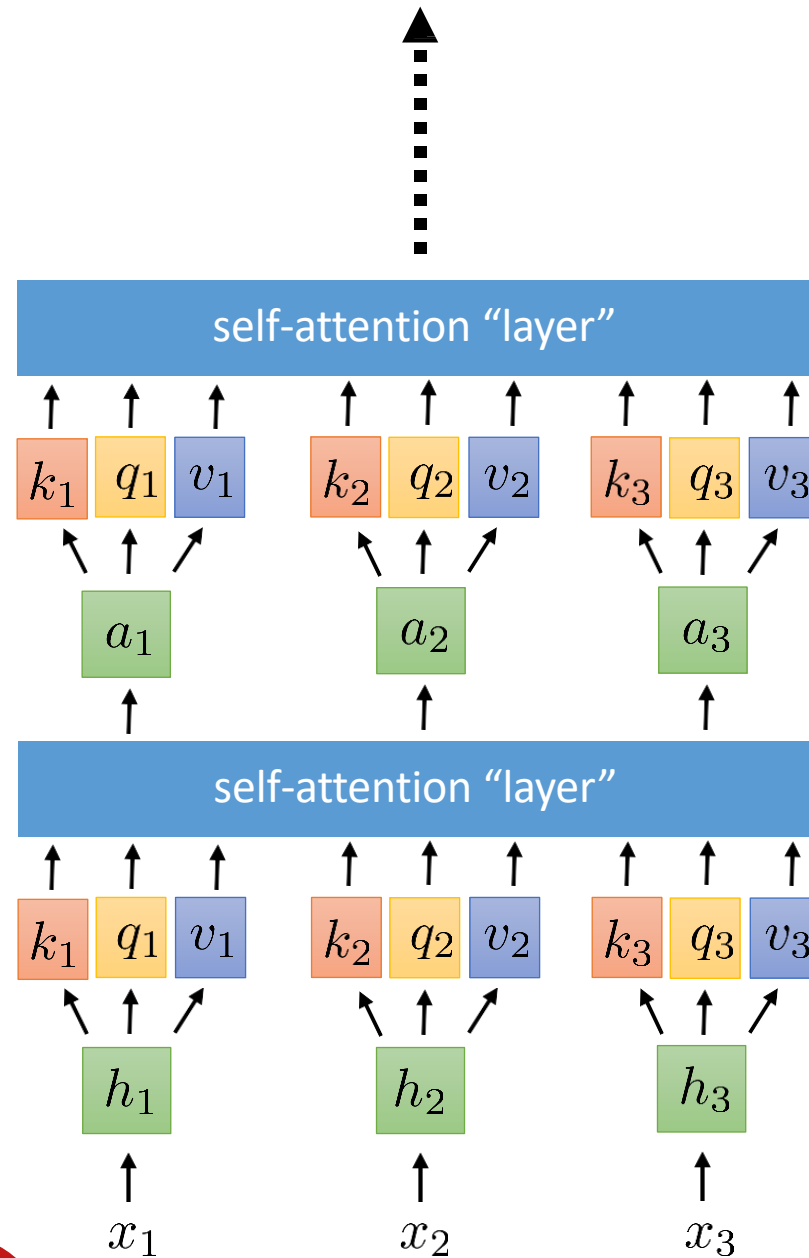 self-attention “layer”
k₁ q₁ v₁ k₂ q₂ v₂ k₃ q₃ v₃
a₁ a₂ a₃
self-attention “layer”
k₁ q₁ v₁ k₂ q₂ v₂ k₃ q₃ v₃
h₁ h₂ h₃
x₁ x₂ x₃